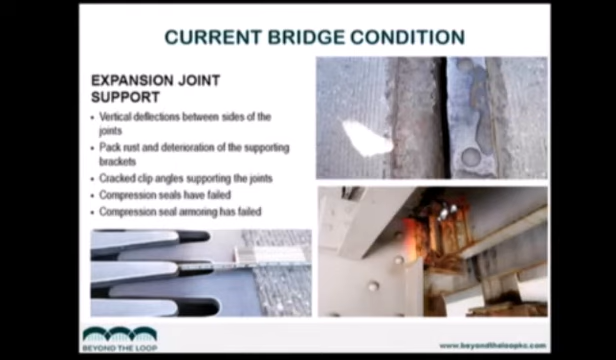 CURRENT BRIDGE CONDITION
EXPANSION JOINT
SUPPORT
• Vertical deflections between sides of the
joints
• Pack rust and deterioration of the supporting
brackets
• Cracked clip angles supporting the joints
• Compression seals have failed
• Compression seal armoring has failed
BEYOND THE LOOP
www.beyondtheloopkc.com